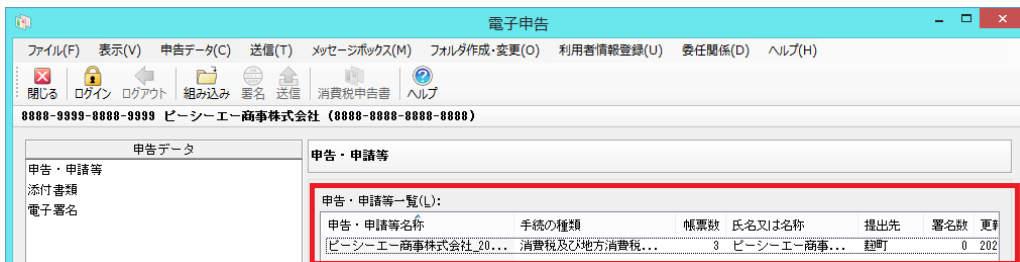 電子申告
ファイル(F) 表示(V) 申告データ(C) 送信(T) メッセージボックス(M) フォルダ作成・変更(O) 利用者情報登録(U) 委任関係(D) ヘルプ(H)
閉じる ログイン ログアウト 組み込み 署名 送信 消費税申告書 ヘルプ
8888-9999-8888-9999 ピーシーエー商事株式会社 (8888-8888-8888-8888)
申告データ
申告・申請等
添付書類
電子署名
申告・申請等
申告・申請等一覧(L):
申告・申請等名称 手続の種類 帳票数 氏名又は名称 提出先 署名数 更新
ピーシーエー商事株式会社_20... 消費税及び地方消費税... 3 ピーシーエー商事... 麹町 0 202